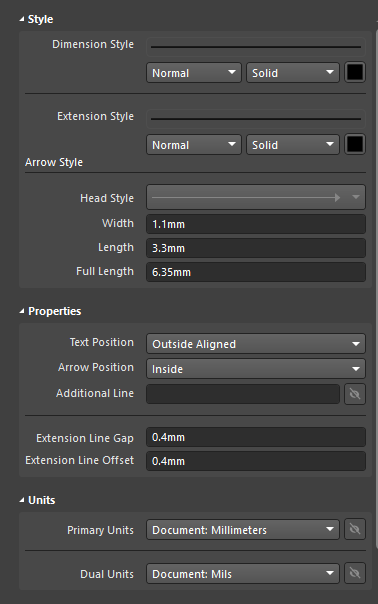 Style
Dimension Style
Normal Solid
Extension Style
Normal Solid
Arrow Style
Head Style
Width 1.1mm
Length 3.3mm
Full Length 6.35mm
Properties
Text Position Outside Aligned
Arrow Position Inside
Additional Line
Extension Line Gap 0.4mm
Extension Line Offset 0.4mm
Units
Primary Units Document: Millimeters
Dual Units Document: Mils